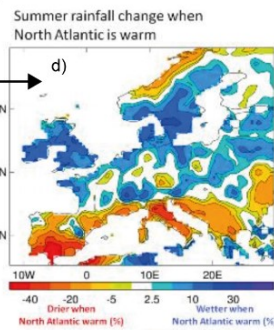 Summer rainfall change when
North Atlantic is warm
d)
N
N
N
10W 0 10E 20E
-40 -20 -5 2.5 10 30
Drier when Wetter when
North Atlantic warm (%) North Atlantic warm (%